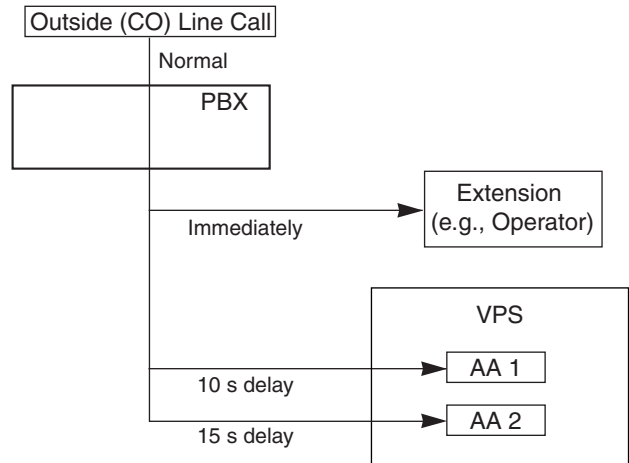 Outside (CO) Line Call
Normal
PBX
Immediately
Extension
(e.g., Operator)
VPS
AA 1
10 s delay
AA 2
15 s delay